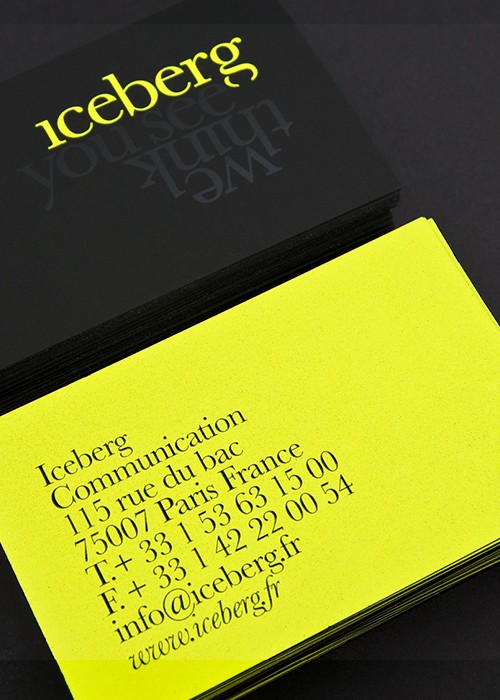 iceberg
you see
we
think
Iceberg
Communication
115 rue du bac
75007 Paris France
T.+ 33 1 53 63 15 00
F. + 33 1 42 22 00 54
info@iceberg.fr
www.iceberg.fr